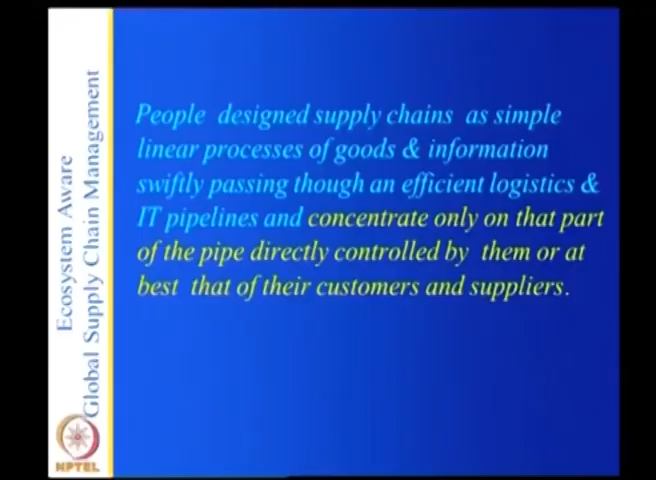 People designed supply chains as simple
linear processes of goods & information
swiftly passing though an efficient logistics &
IT pipelines and concentrate only on that part
of the pipe directly controlled by them or at
best that of their customers and suppliers.
Ecosystem Aware
Global Supply Chain Management
NPTEL